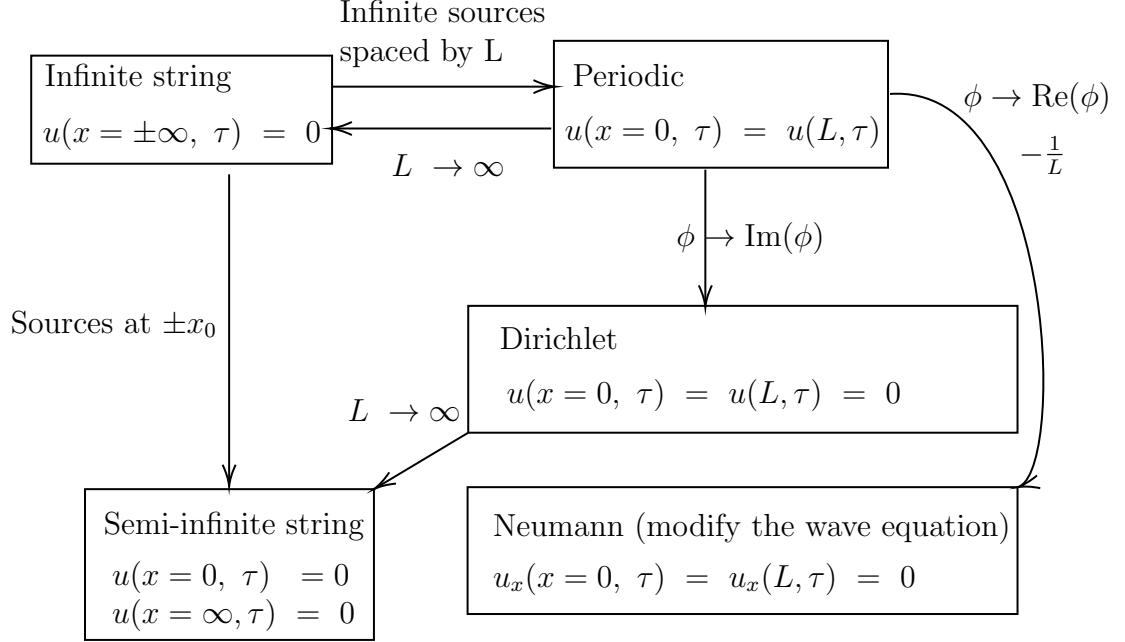 Infinite sources
spaced by L
Infinite string
u(x = ±∞, τ) = 0
Periodic
u(x = 0, τ) = u(L, τ)
L → ∞
ϕ → Re(ϕ)
−1/L
ϕ → Im(ϕ)
Sources at ±x₀
Dirichlet
u(x = 0, τ) = u(L, τ) = 0
L → ∞
Semi-infinite string
u(x = 0, τ) = 0
u(x = ∞, τ) = 0
Neumann (modify the wave equation)
uₓ(x = 0, τ) = uₓ(L, τ) = 0